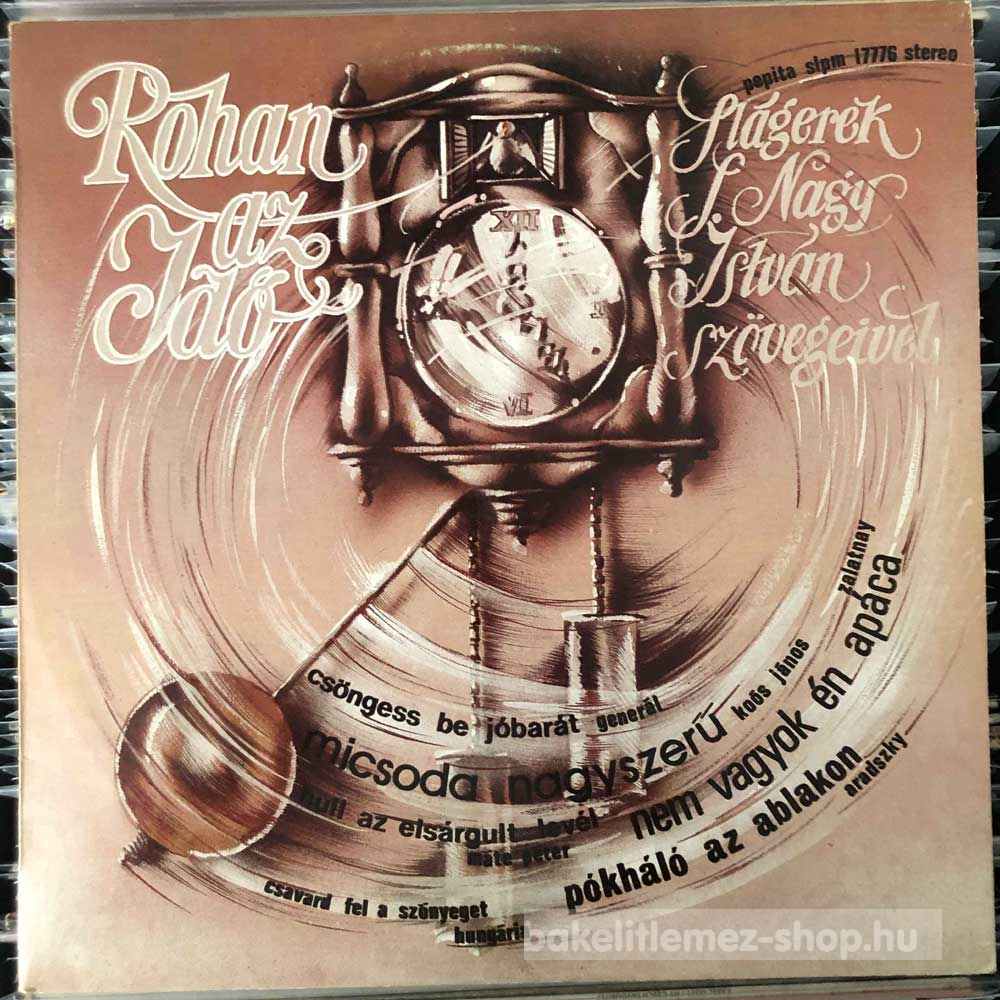 pepita slpm 17776 stereo
Rohan
az
Idő
Slágerek
S. Nagy
István
szövegeivel
XII
VII
csöngess be jóbarát generál
micsoda nagyszerű koós jános
hull az elsárgult levél
máté péter
nem vagyok én apáca
zalatnay
pókháló az ablakon
aradszky
csavard fel a szőnyeget
hungária
bakelitlemez-shop.hu